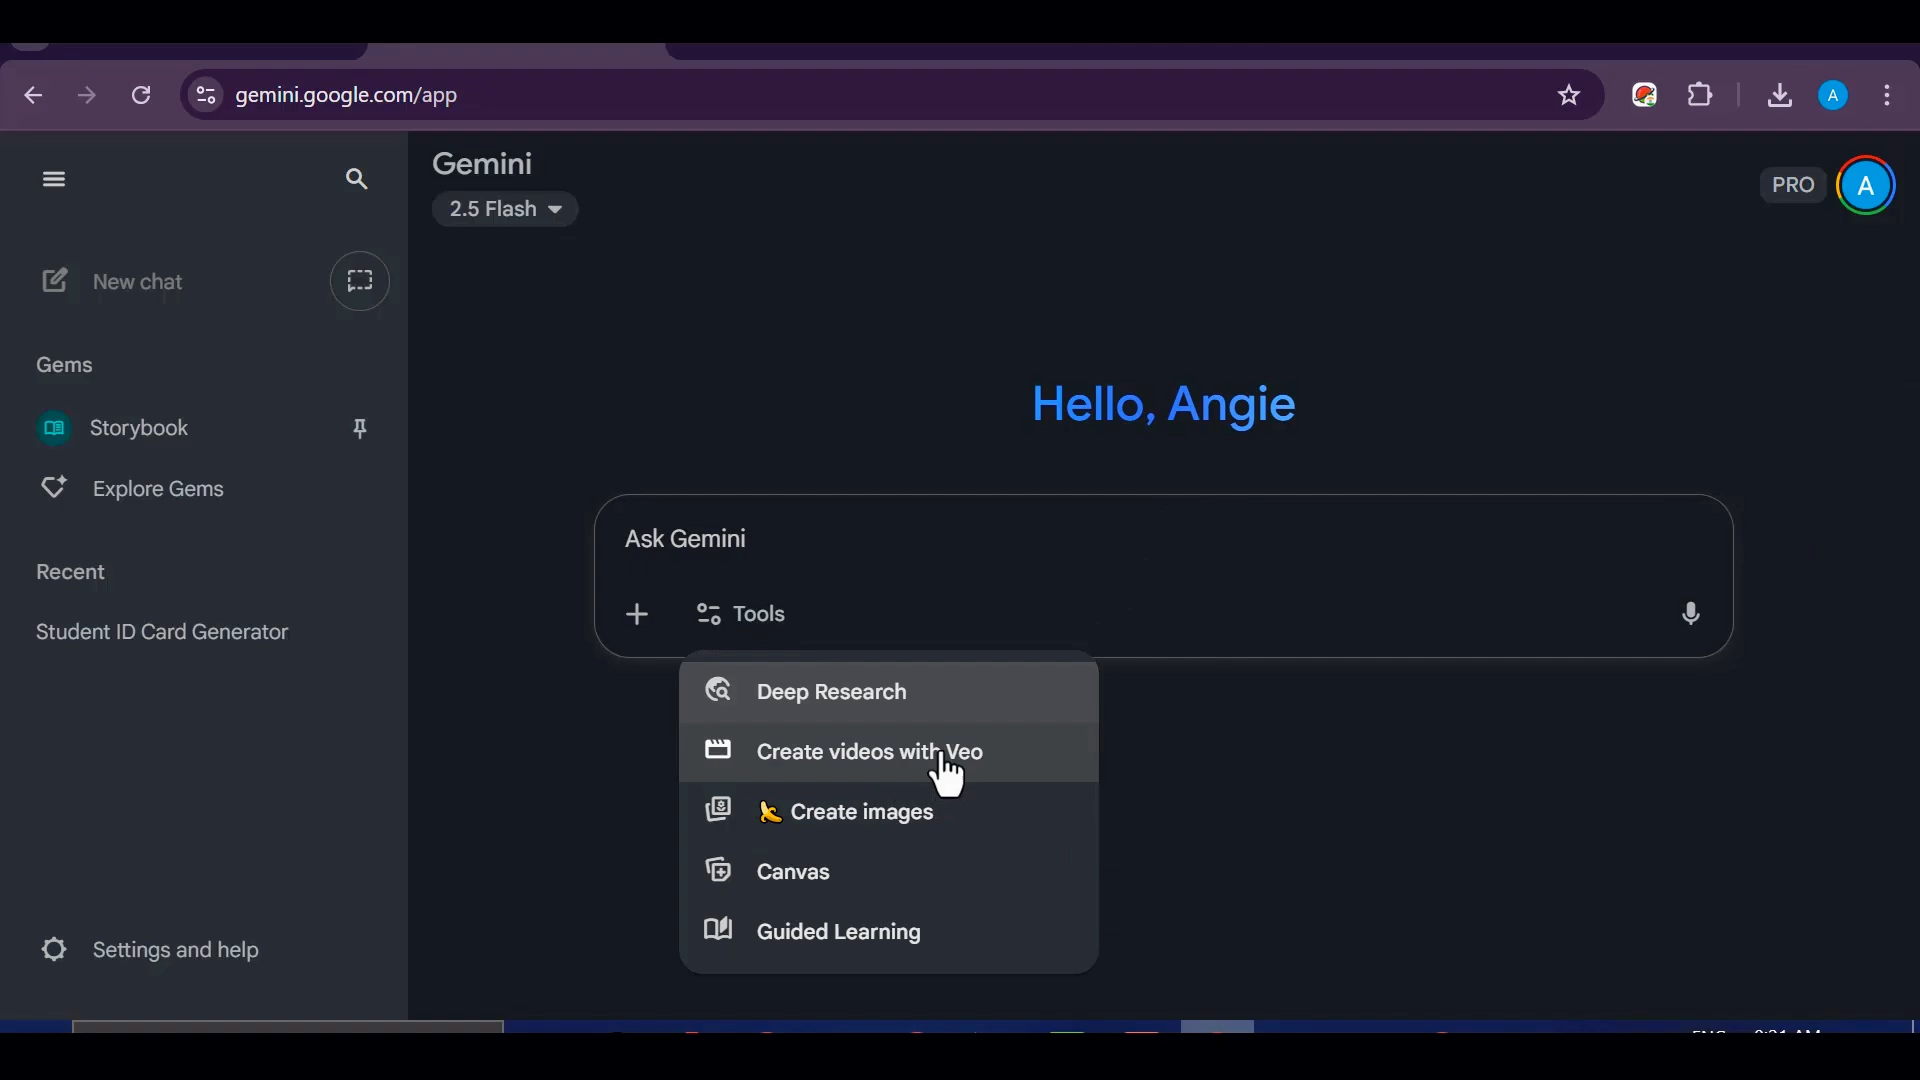 gemini.google.com/app
A
Gemini
2.5 Flash
PRO
A
New chat
Gems
Storybook
Explore Gems
Recent
Student ID Card Generator
Settings and help
Hello, Angie
Ask Gemini
Tools
Deep Research
Create videos with Veo
Create images
Canvas
Guided Learning